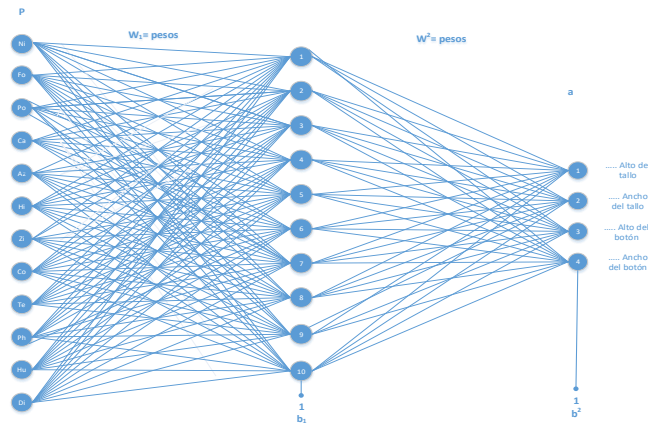 P
W₁= pesos
W²= pesos
a
Ni
Fo
Po
Ca
Az
Hi
Zi
Co
Te
Ph
Hu
Di
1
2
3
4
5
6
7
8
9
10
1
b₁
1
2
3
4
..... Alto de
tallo
..... Ancho
del tallo
..... Alto del
botón
..... Ancho
del botón
1
b²